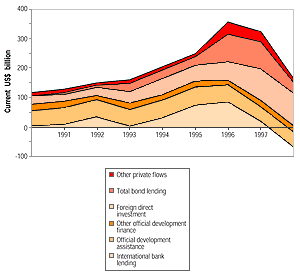 400
300
200
100
0
-100
Current US$ billion
1991 1992 1993 1994 1995 1996 1997
Other private flows
Total bond lending
Foreign direct
investment
Other official development
finance
Official development
assistance
International bank
lending